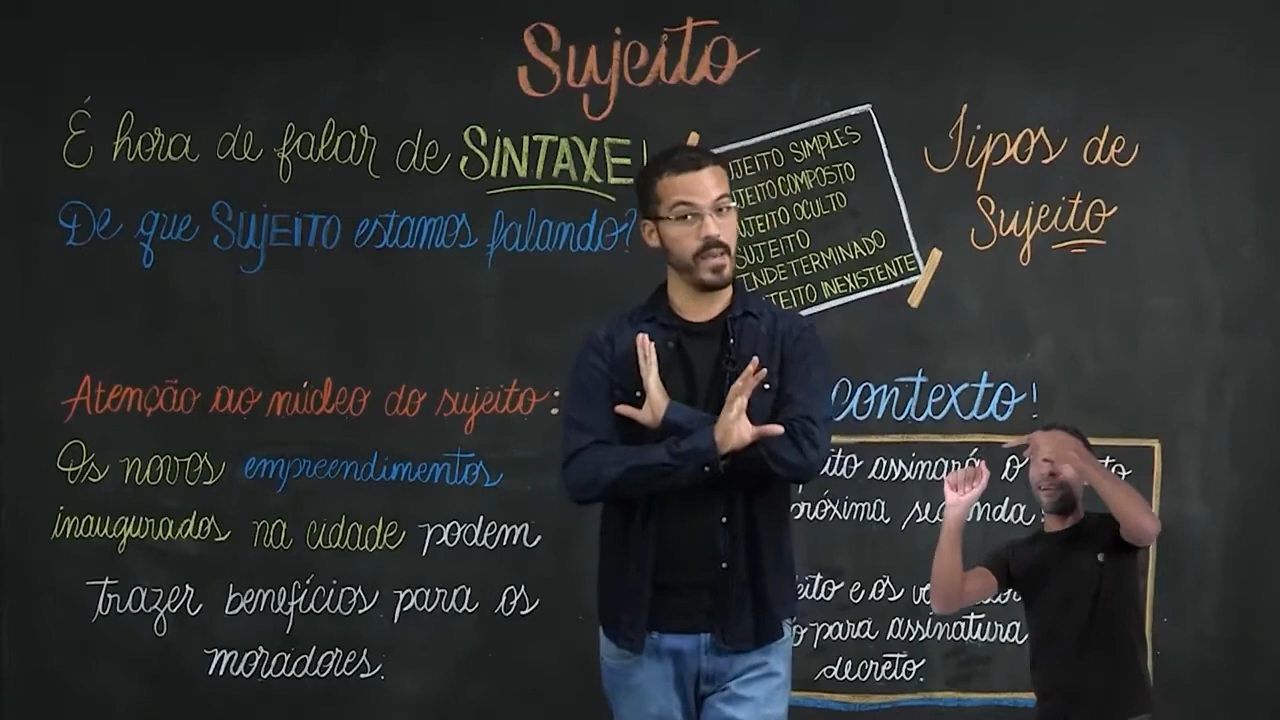 Sujeito
É hora de falar de SINTAXE!
De que SUJEITO estamos falando?
UJEITO SIMPLES
JEITO COMPOSTO
UJEITO OCULTO
SUJEITO
INDETERMINADO
JEITO INEXISTENTE
Tipos de
Sujeito
Atenção ao núcleo do sujeito:
Os novos empreendimentos
inaugurados na cidade podem
trazer benefícios para os
moradores.
contexto!
ito assinará o
próxima segunda
eito e os
para assinatura
decreto.